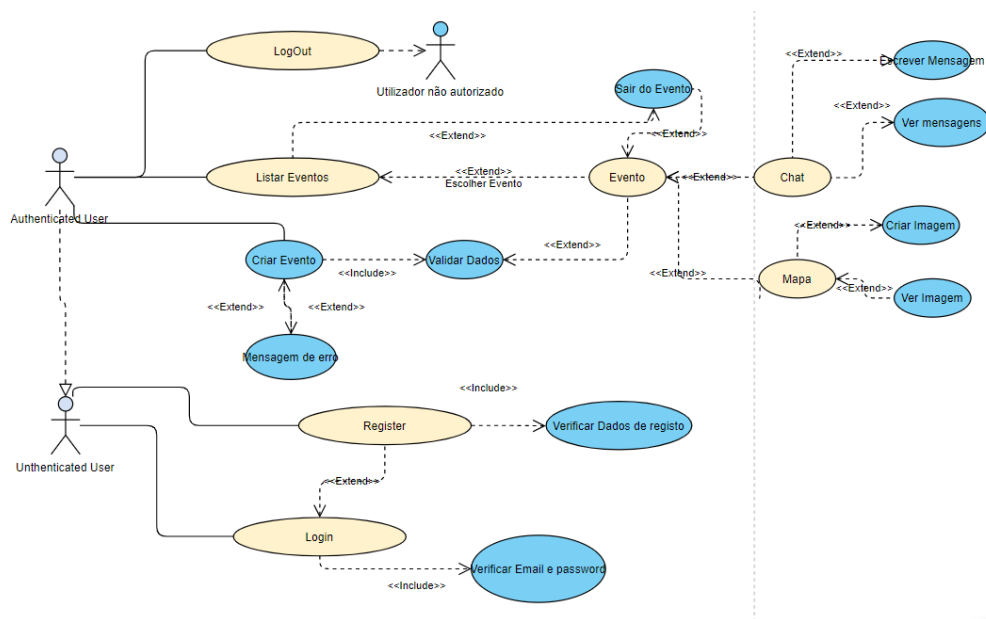 LogOut
Utilizador não autorizado
<<Extend>>
Escrever Mensagem
Sair do Evento
<<Extend>>
Ver mensagens
<<Extend>>
<<Extend>>
Authenticated User
Listar Eventos
<<Extend>>
Escolher Evento
Evento
<<Extend>>
Chat
<<Extend>>
Criar Imagem
Criar Evento
<<Include>>
Validar Dados
<<Extend>>
<<Extend>>
Mapa
<<Extend>>
Ver Imagem
<<Extend>>
<<Extend>>
Mensagem de erro
<<Include>>
Unthenticated User
Register
Verificar Dados de registo
<<Extend>>
Login
Verificar Email e password
<<Include>>